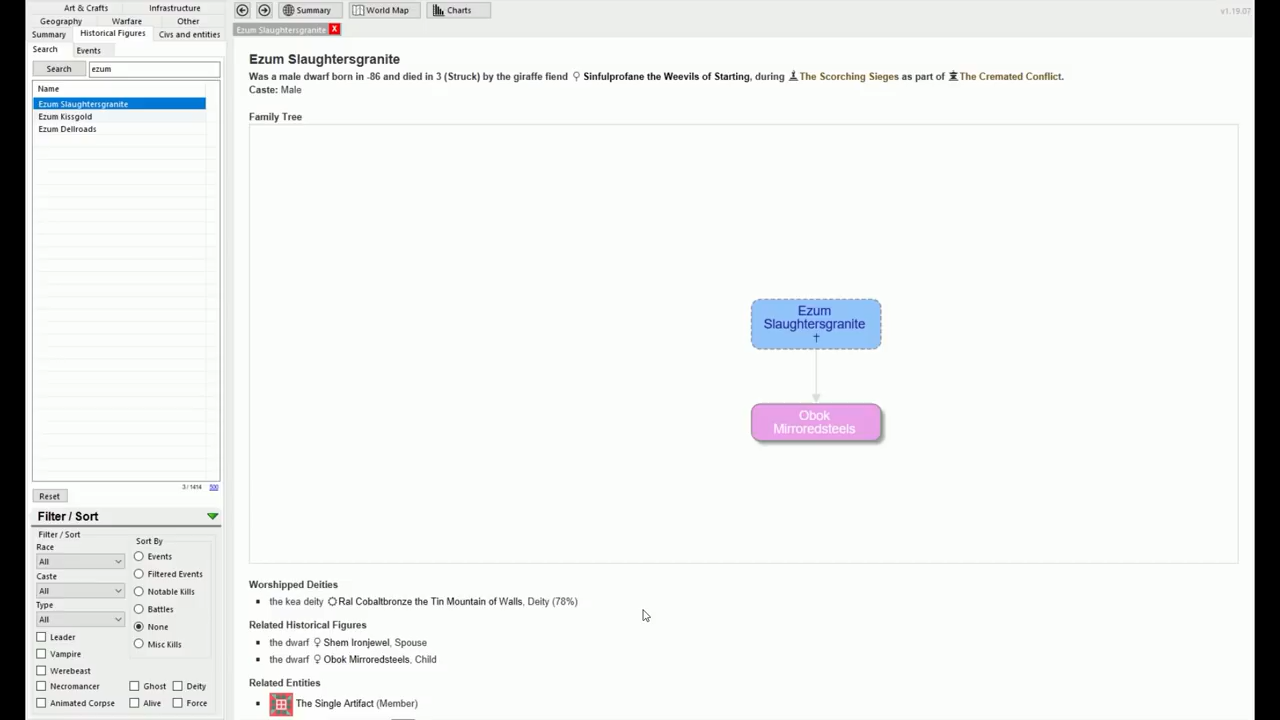 Art & Crafts Infrastructure
Geography Warfare Other
Summary Historical Figures Civs and entities
Search Events
Search ezum
Name
Ezum Slaughtersgranite
Ezum Kissgold
Ezum Dellroads
3/1414 500
Reset
Filter / Sort
Filter / Sort
Race
All
Caste
All
Type
All
Leader
Vampire
Werebeast
Necromancer
Animated Corpse
Sort By
Events
Filtered Events
Notable Kills
Battles
None
Misc Kills
Ghost Deity
Alive Force
Summary World Map Charts
v1.19.07
Ezum Slaughtersgranite X
Ezum Slaughtersgranite
Was a male dwarf born in -86 and died in 3 (Struck) by the giraffe fiend ♀ Sinfulprofane the Weevils of Starting, during The Scorching Sieges as part of The Cremated Conflict.
Caste: Male
Family Tree
Ezum
Slaughtersgranite
✝
Obok
Mirroredsteels
Worshipped Deities
the kea deity Ral Cobaltbronze the Tin Mountain of Walls, Deity (78%)
Related Historical Figures
the dwarf ♀ Shem Ironjewel, Spouse
the dwarf ♀ Obok Mirroredsteels, Child
Related Entities
The Single Artifact (Member)